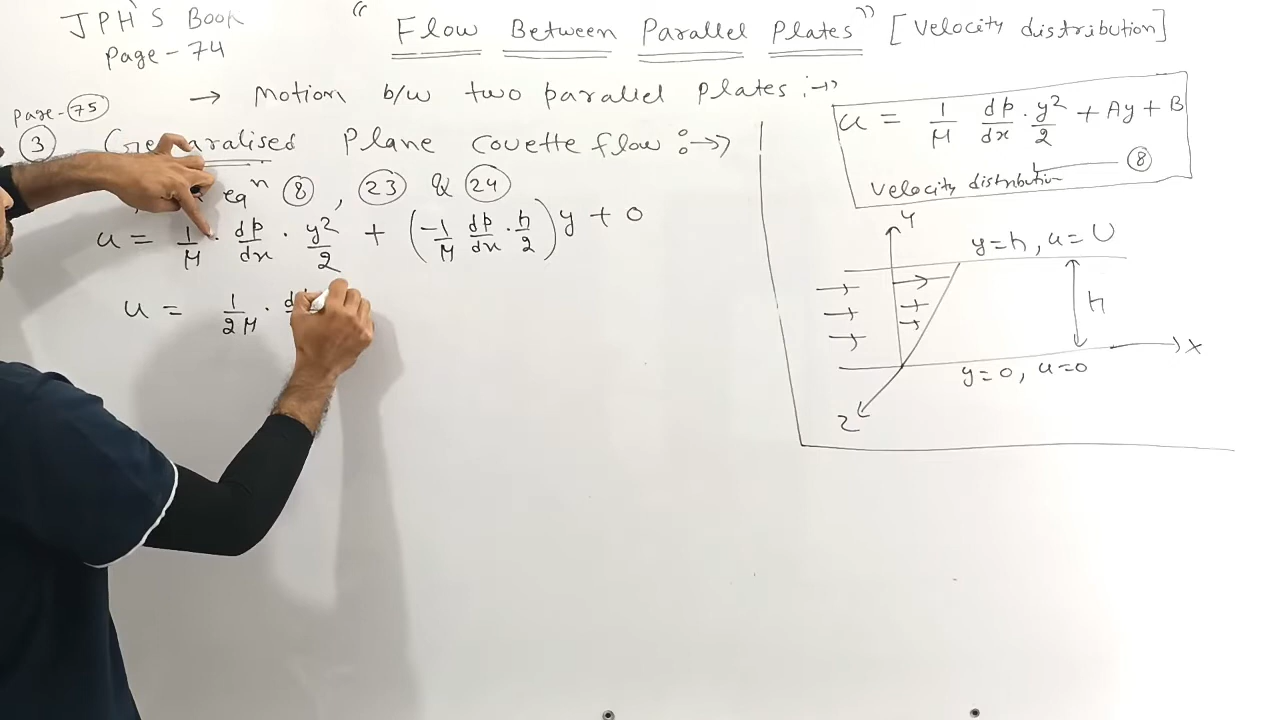 JPH'S Book
Page - 74
" Flow Between Parallel Plates " [Velocity distribution]
→ Motion b/w two parallel Plates :→
Page - 75
3 Plane Couette flow :→
eqⁿ 8 , 23 & 24
u = 1/μ · dp/dx · y²/2 + (-1/μ dp/dx · h/2) y + 0
u = 1/2μ ·
u = 1/μ dp/dx · y²/2 + Ay + B
8
Velocity distribution
Y
y=h, u=U
h
X
y=0, u=0
Z